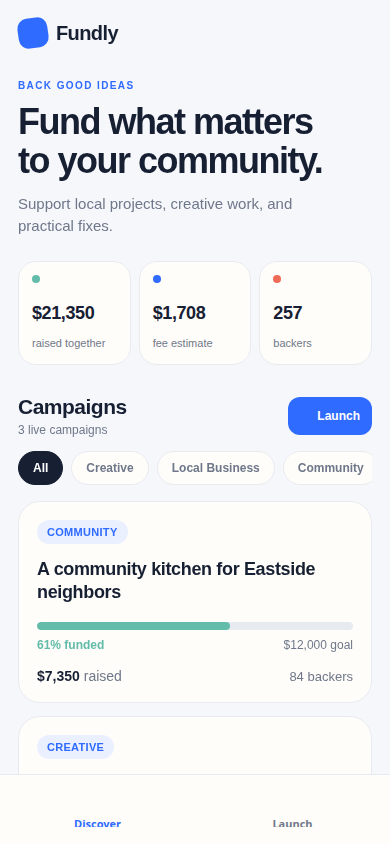 Fundly
BACK GOOD IDEAS
Fund what matters
to your community.
Support local projects, creative work, and
practical fixes.
$21,350
raised together
$1,708
fee estimate
257
backers
Campaigns
3 live campaigns
Launch
All
Creative
Local Business
Community
COMMUNITY
A community kitchen for Eastside
neighbors
61% funded
$12,000 goal
$7,350 raised
84 backers
CREATIVE
Discover
Launch